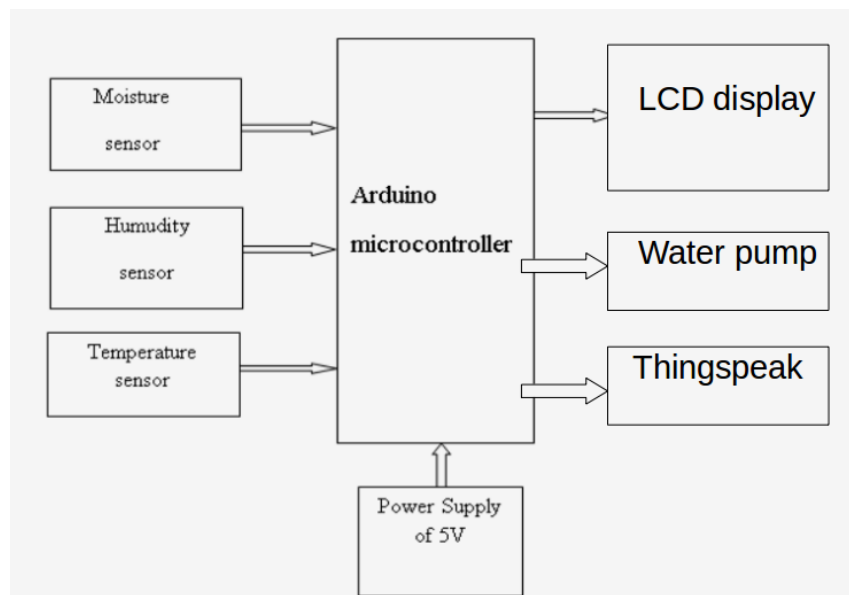 Moisture
sensor
Humudity
sensor
Temperature
sensor
Arduino
microcontroller
LCD display
Water pump
Thingspeak
Power Supply
of 5V